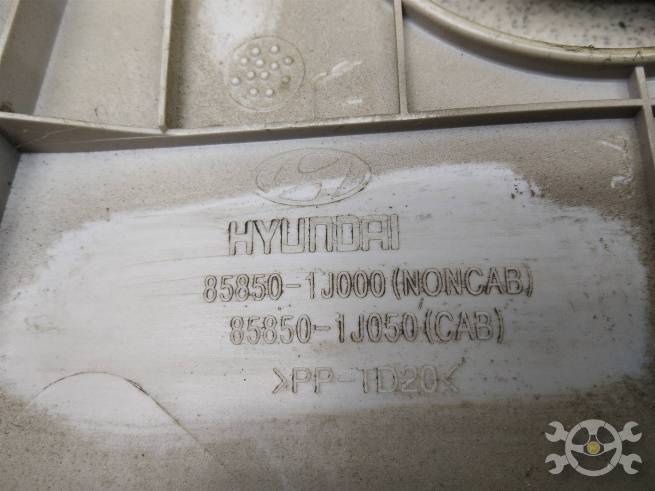 HYUNDAI
85850-1J000(NONCAB)
85850-1J050(CAB)
>PP-TD20<